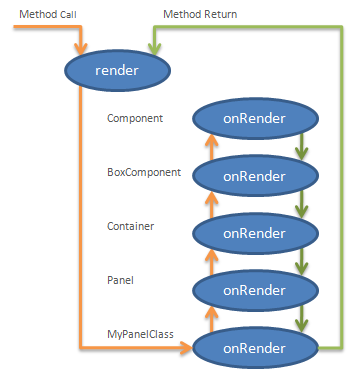 Method Call
Method Return
render
Component
onRender
BoxComponent
onRender
Container
onRender
Panel
onRender
MyPanelClass
onRender